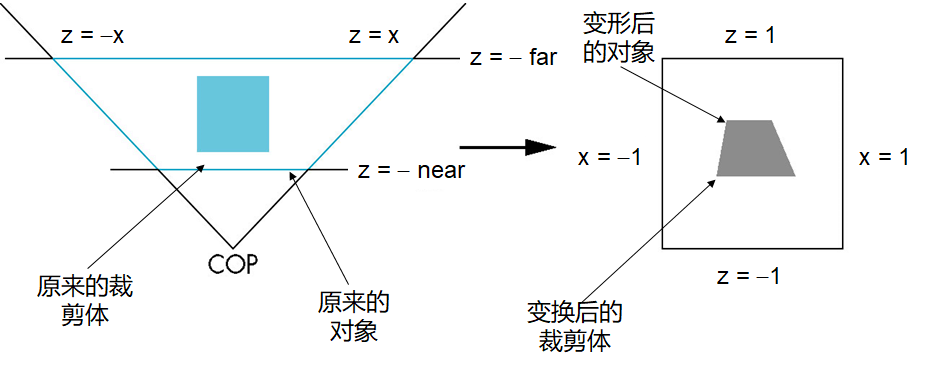 z = −x
z = x
z = − far
z = − near
COP
原来的裁
剪体
原来的
对象
变形后
的对象
z = 1
x = −1
x = 1
z = −1
变换后的
裁剪体